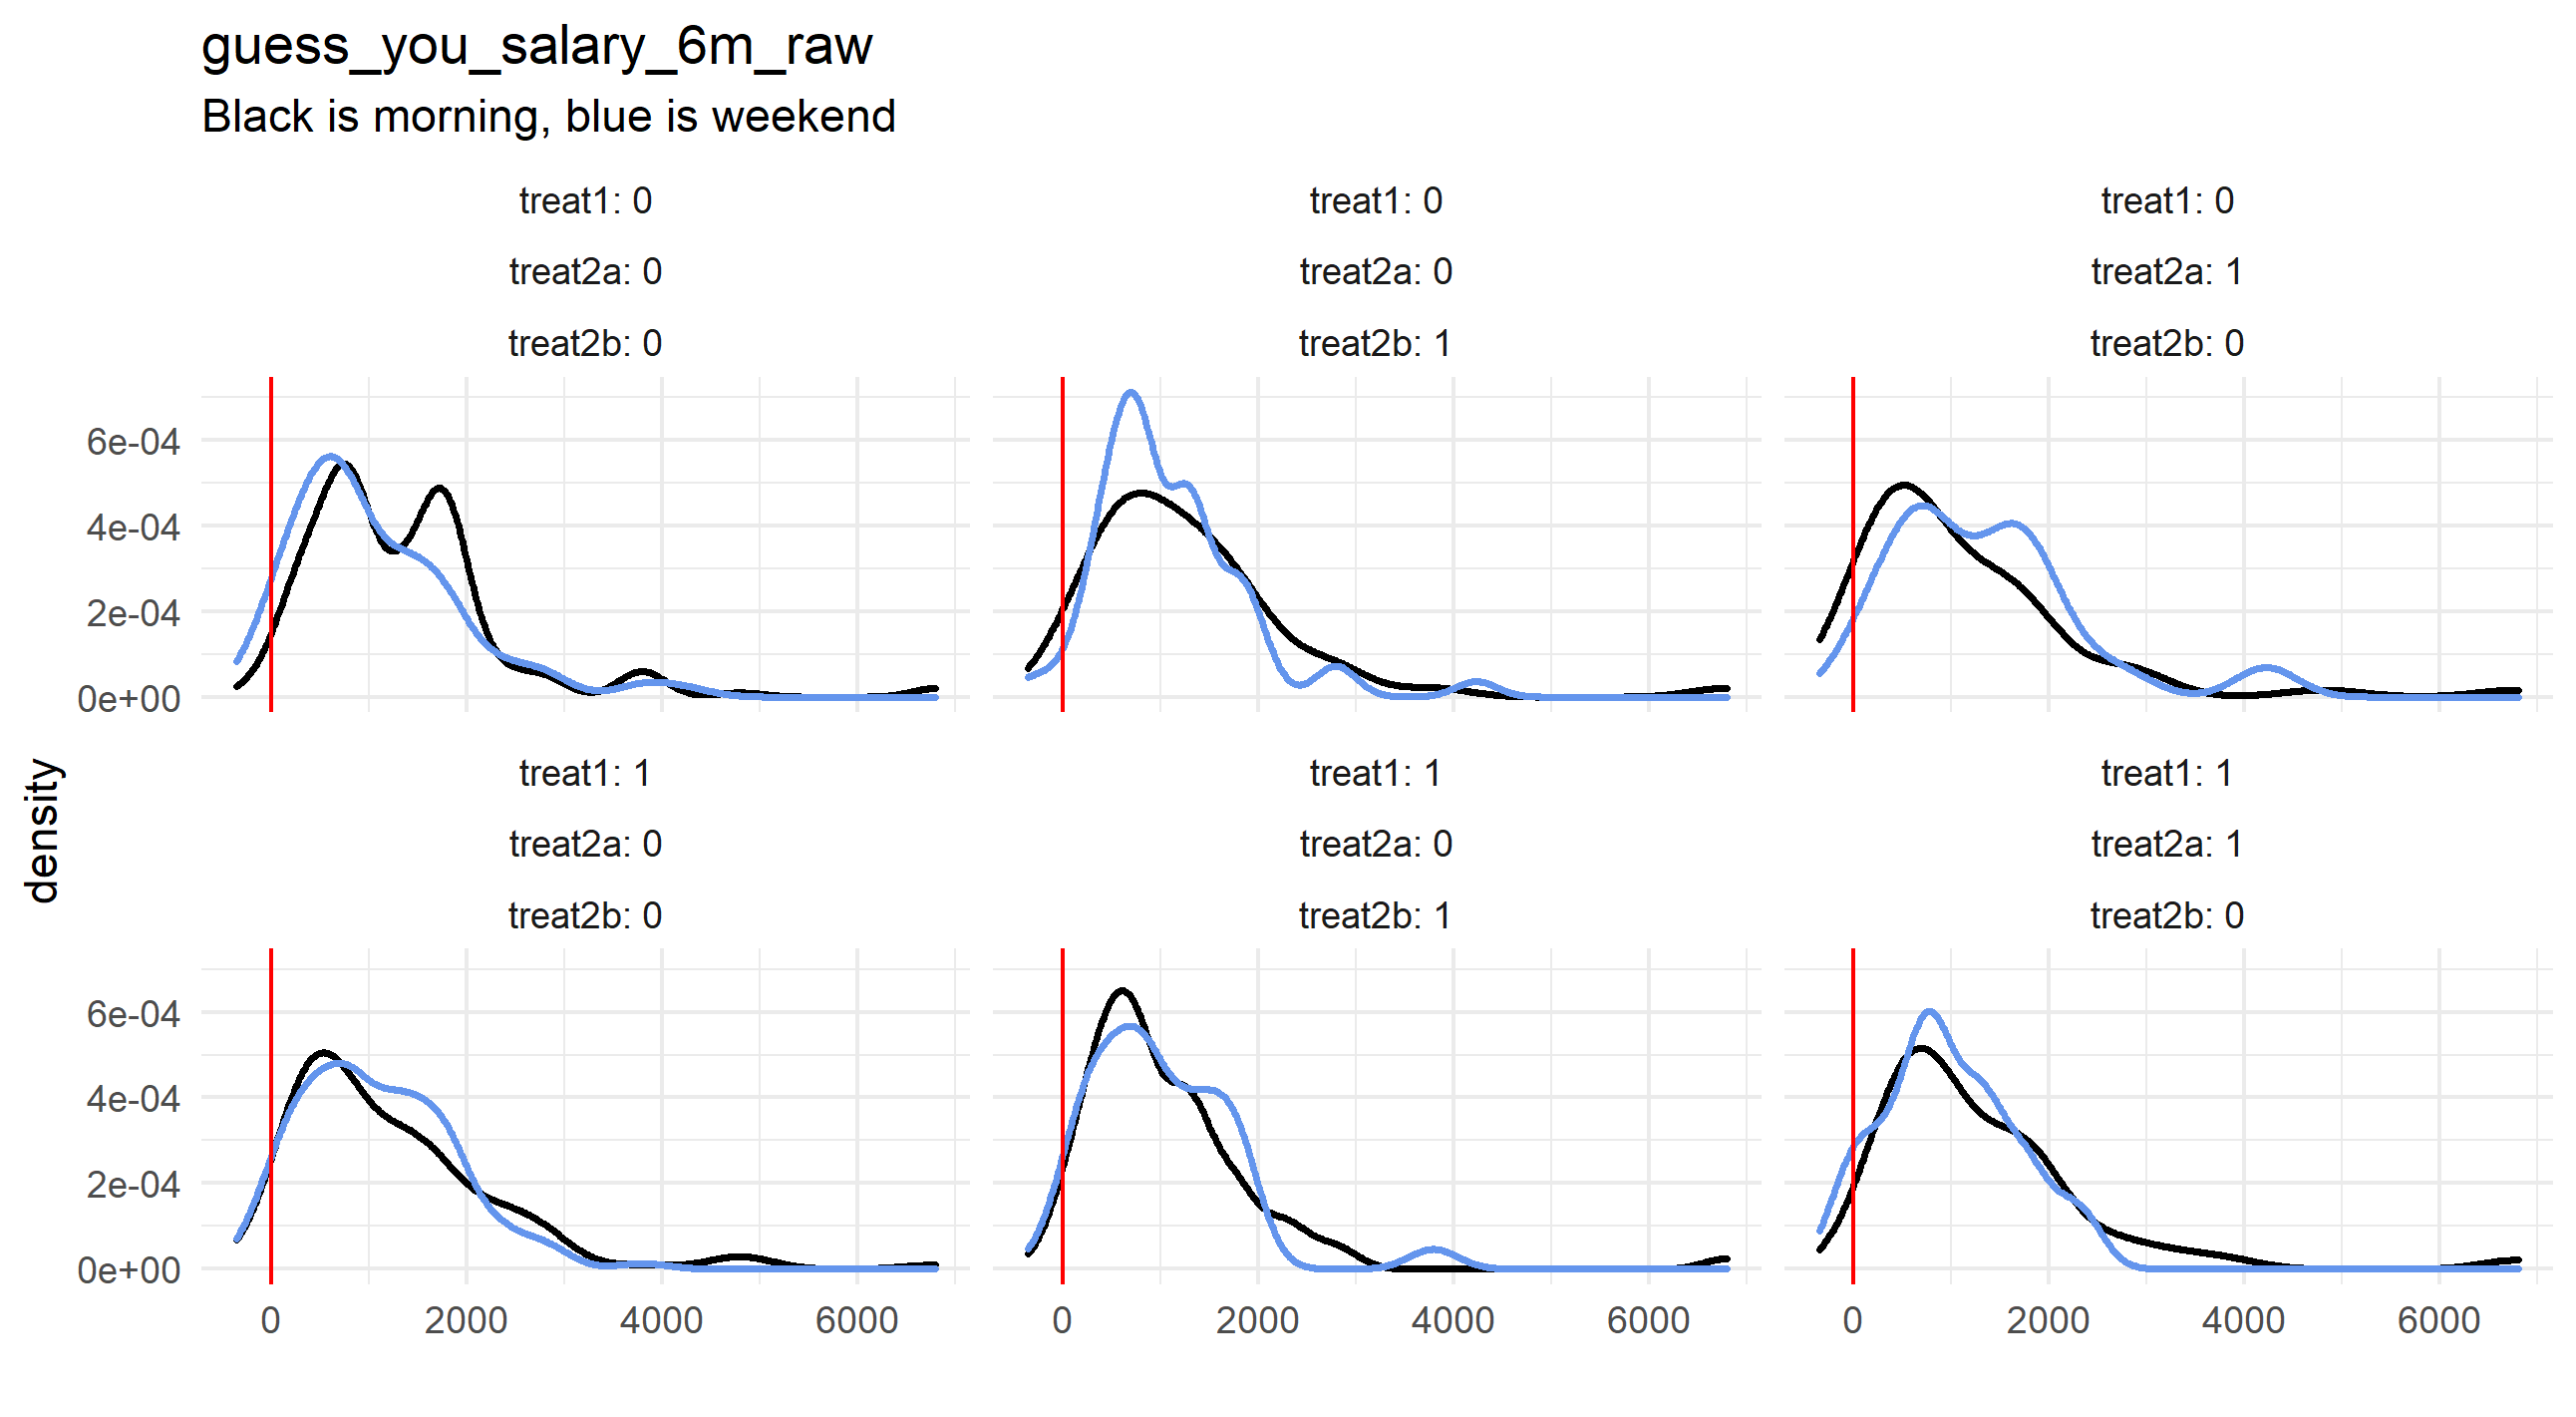 guess_you_salary_6m_raw
Black is morning, blue is weekend
treat1: 0
treat1: 0
treat1: 0
treat2a: 0
treat2a: 0
treat2a: 1
treat2b: 0
treat2b: 1
treat2b: 0
6e-04
4e-04
2e-04
0e+00
density
treat1: 1
treat1: 1
treat1: 1
treat2a: 0
treat2a: 0
treat2a: 1
treat2b: 0
treat2b: 1
treat2b: 0
6e-04
4e-04
2e-04
0e+00
0 2000 4000 6000
0 2000 4000 6000
0 2000 4000 6000